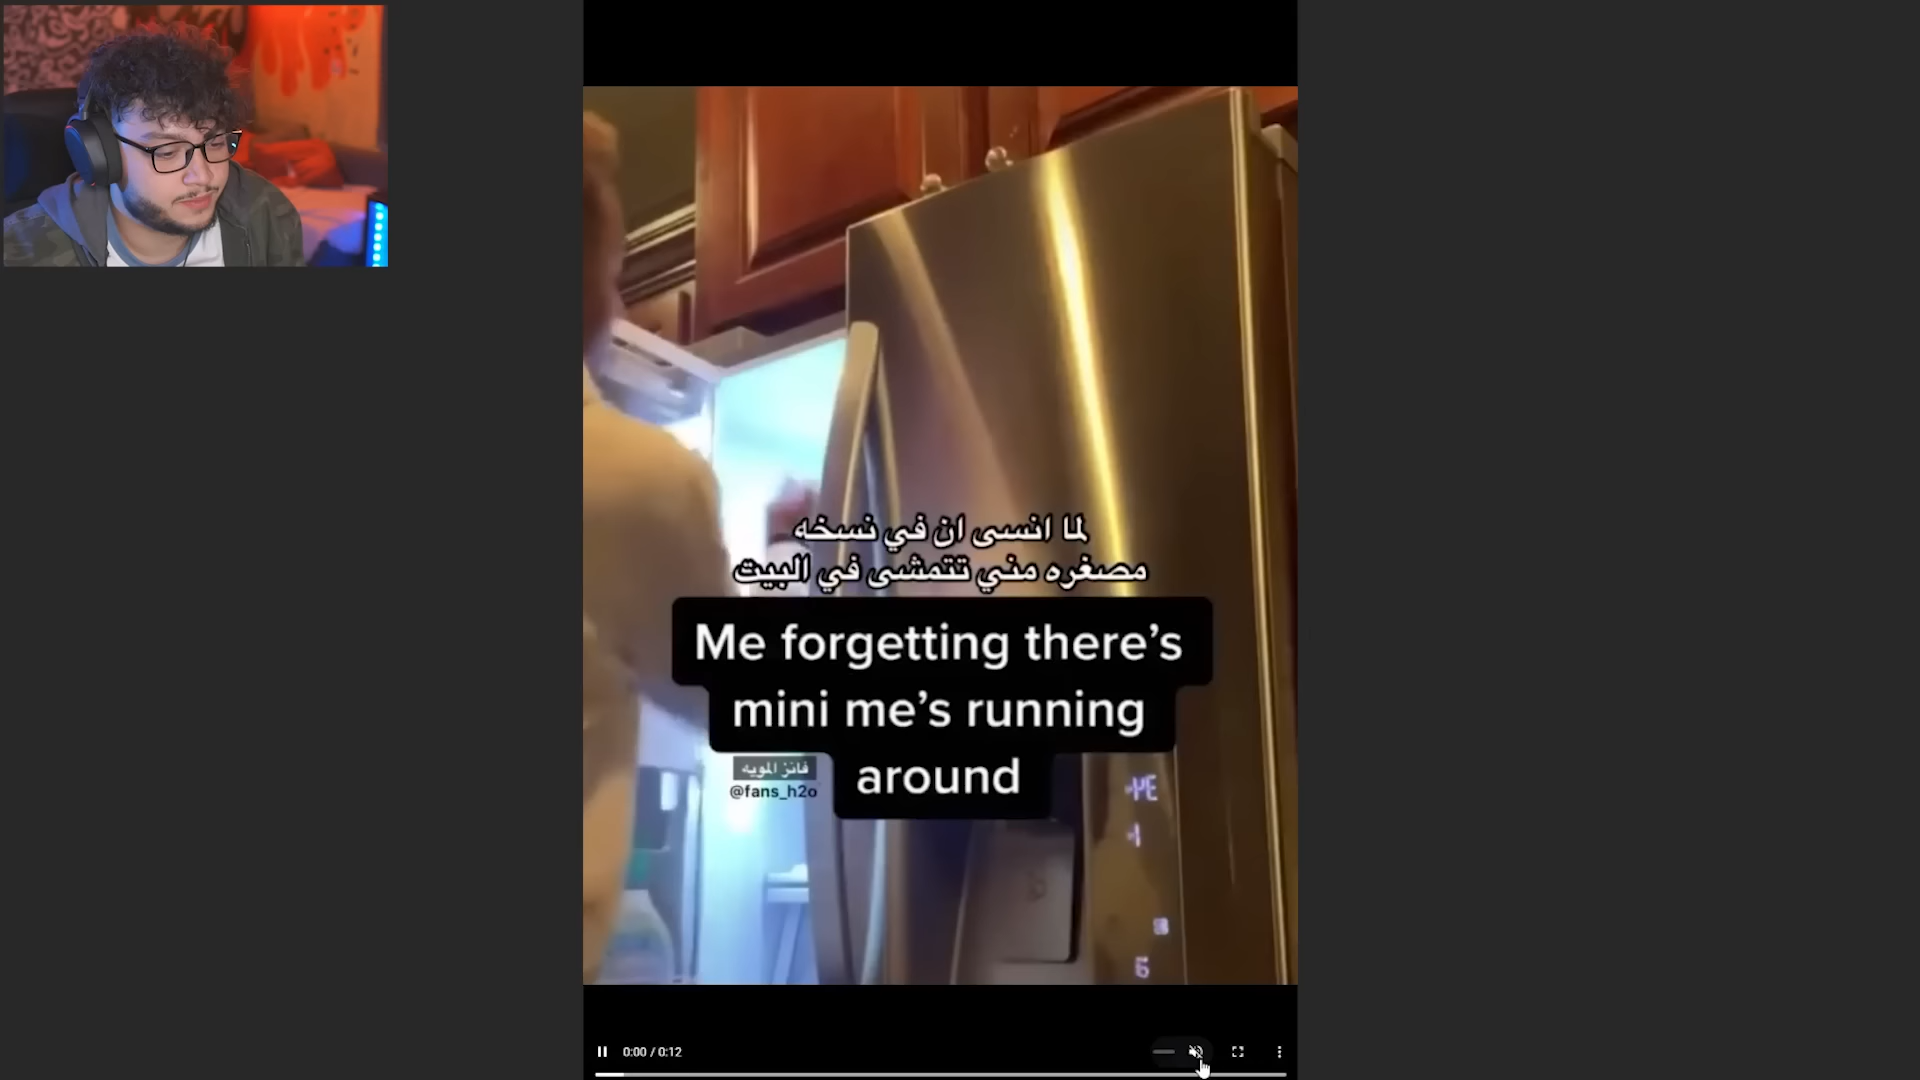 لما انسى ان في نسخه
مصغره مني تتمشى في البيت
Me forgetting there's
mini me's running
around
فانز المويه
@fans_h2o
0:00 / 0:12